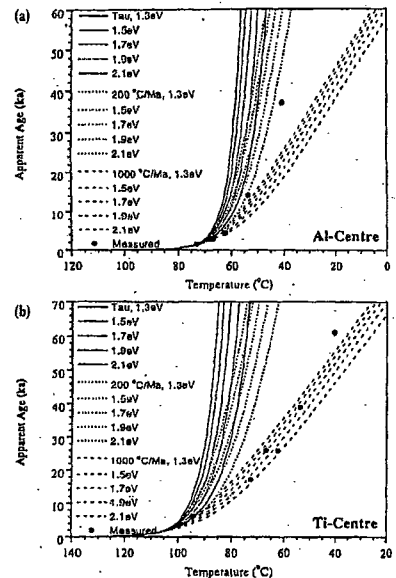 (a)
60
50
40
30
20
10
0
Apparent Age (ka)
Tau, 1.3eV
1.5eV
1.7eV
1.9eV
2.1eV
200 °C/Ma, 1.3eV
1.5eV
1.7eV
1.9eV
2.1eV
1000 °C/Ma, 1.3eV
1.5eV
1.7eV
1.9eV
2.1eV
Measured
Al-Centre
120 100 80 60 40 20 0
Temperature (°C)
(b)
70
60
50
40
30
20
10
0
Apparent Age (ka)
Tau, 1.3eV
1.5eV
1.7eV
1.9eV
2.1eV
200 °C/Ma, 1.3eV
1.5eV
1.7eV
1.9eV
2.1eV
1000 °C/Ma, 1.3eV
1.5eV
1.7eV
1.9eV
2.1eV
Measured
Ti-Centre
140 120 100 80 60 40 20 0
Temperature (°C)